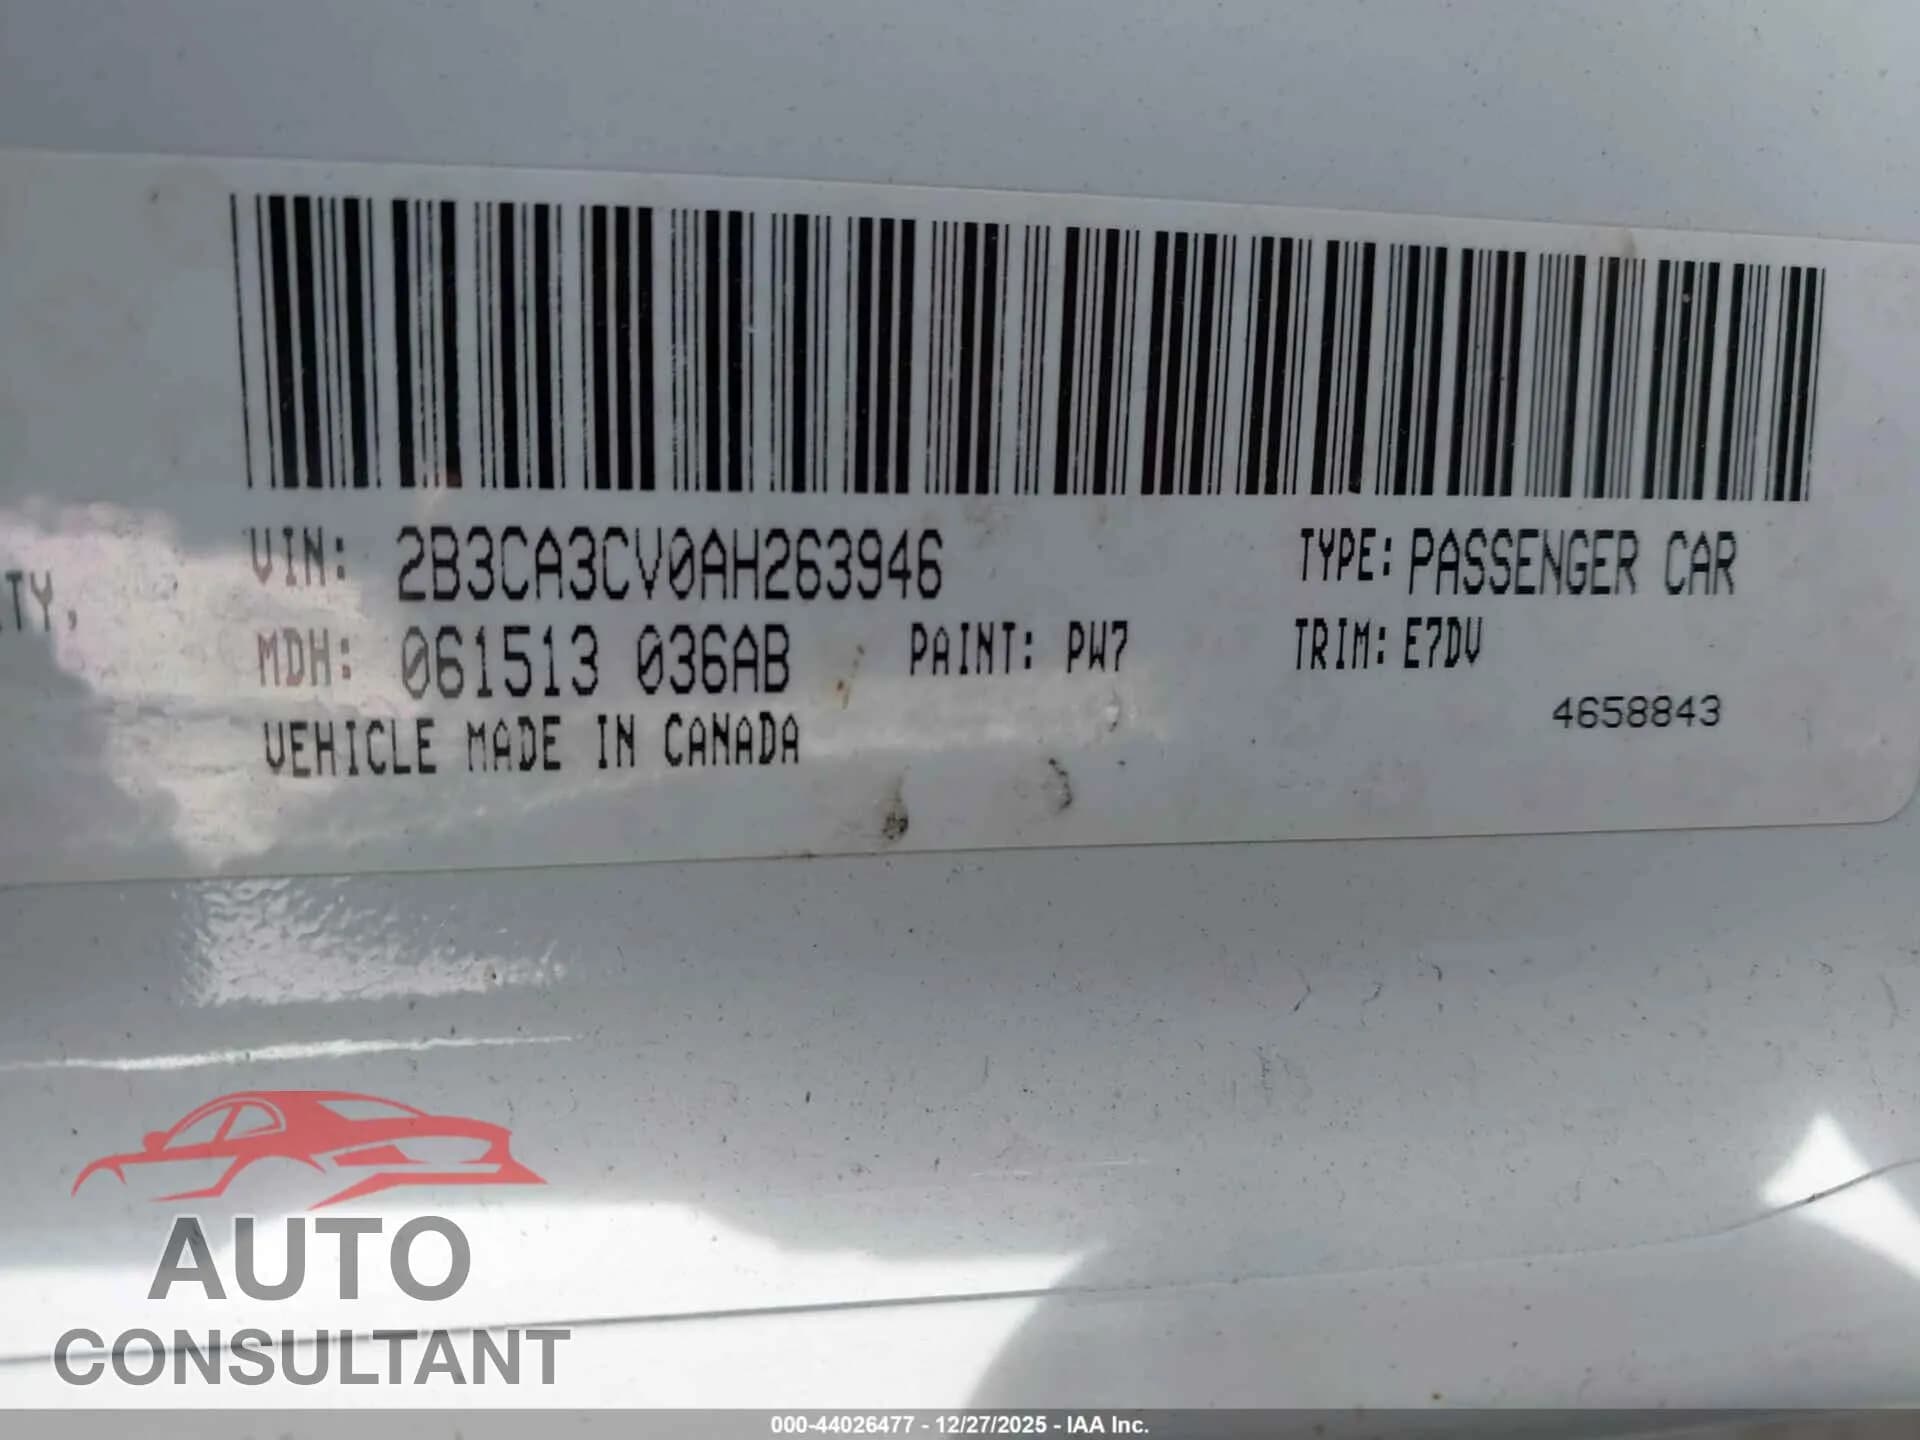 VIN: 2B3CA3CV0AH263946 TYPE: PASSENGER CAR
TY,
MDH: 061513 036AB PAINT: PW7 TRIM: E7DV
4658843
VEHICLE MADE IN CANADA
AUTO
CONSULTANT
000-44026477 - 12/27/2025 - IAA Inc.